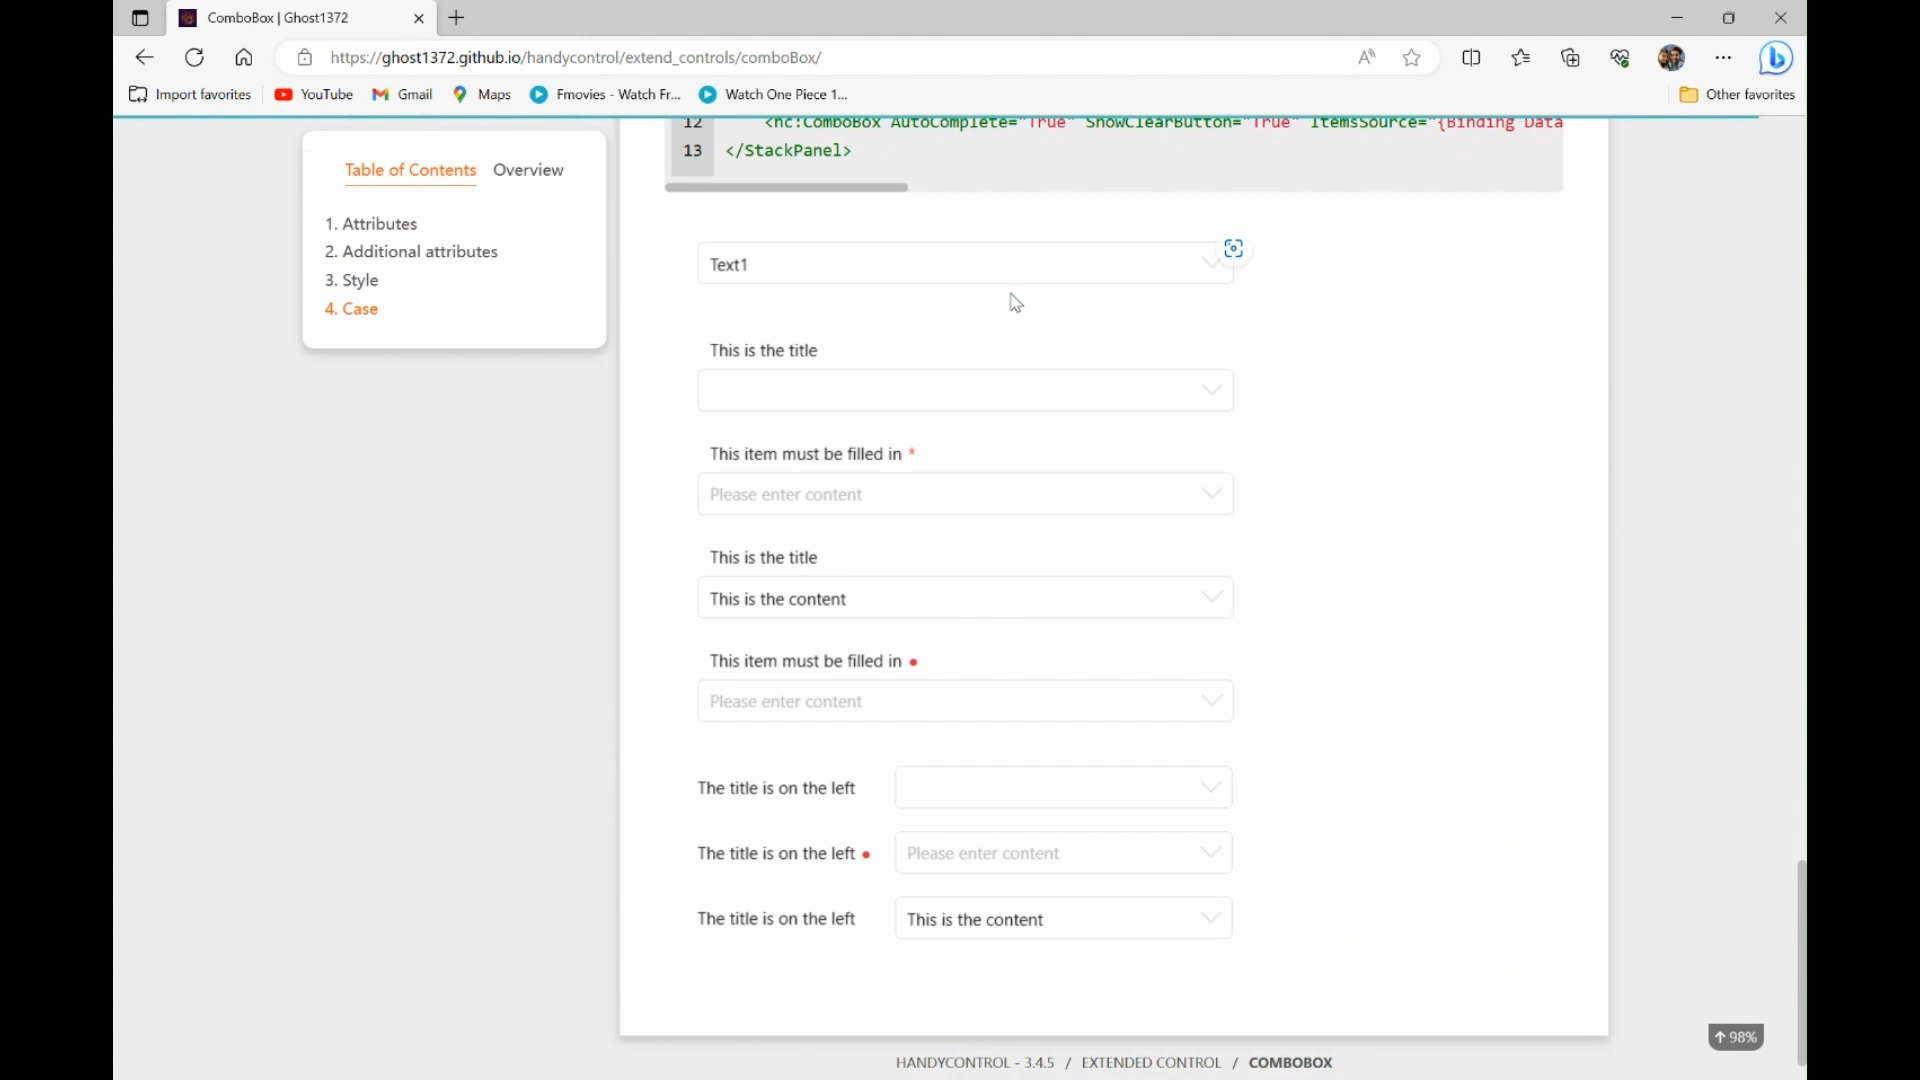 ComboBox | Ghost1372
https://ghost1372.github.io/handycontrol/extend_controls/comboBox/
Import favorites YouTube Gmail Maps Fmovies - Watch Fr... Watch One Piece 1... Other favorites
12 <hc:ComboBox AutoComplete="True" ShowClearButton="True" ItemsSource="{Binding Data
13 </StackPanel>
Table of Contents Overview
1. Attributes
2. Additional attributes
3. Style
4. Case
Text1
This is the title
This item must be filled in *
Please enter content
This is the title
This is the content
This item must be filled in ●
Please enter content
The title is on the left
The title is on the left ● Please enter content
The title is on the left This is the content
↑ 98%
HANDYCONTROL - 3.4.5 / EXTENDED CONTROL / COMBOBOX